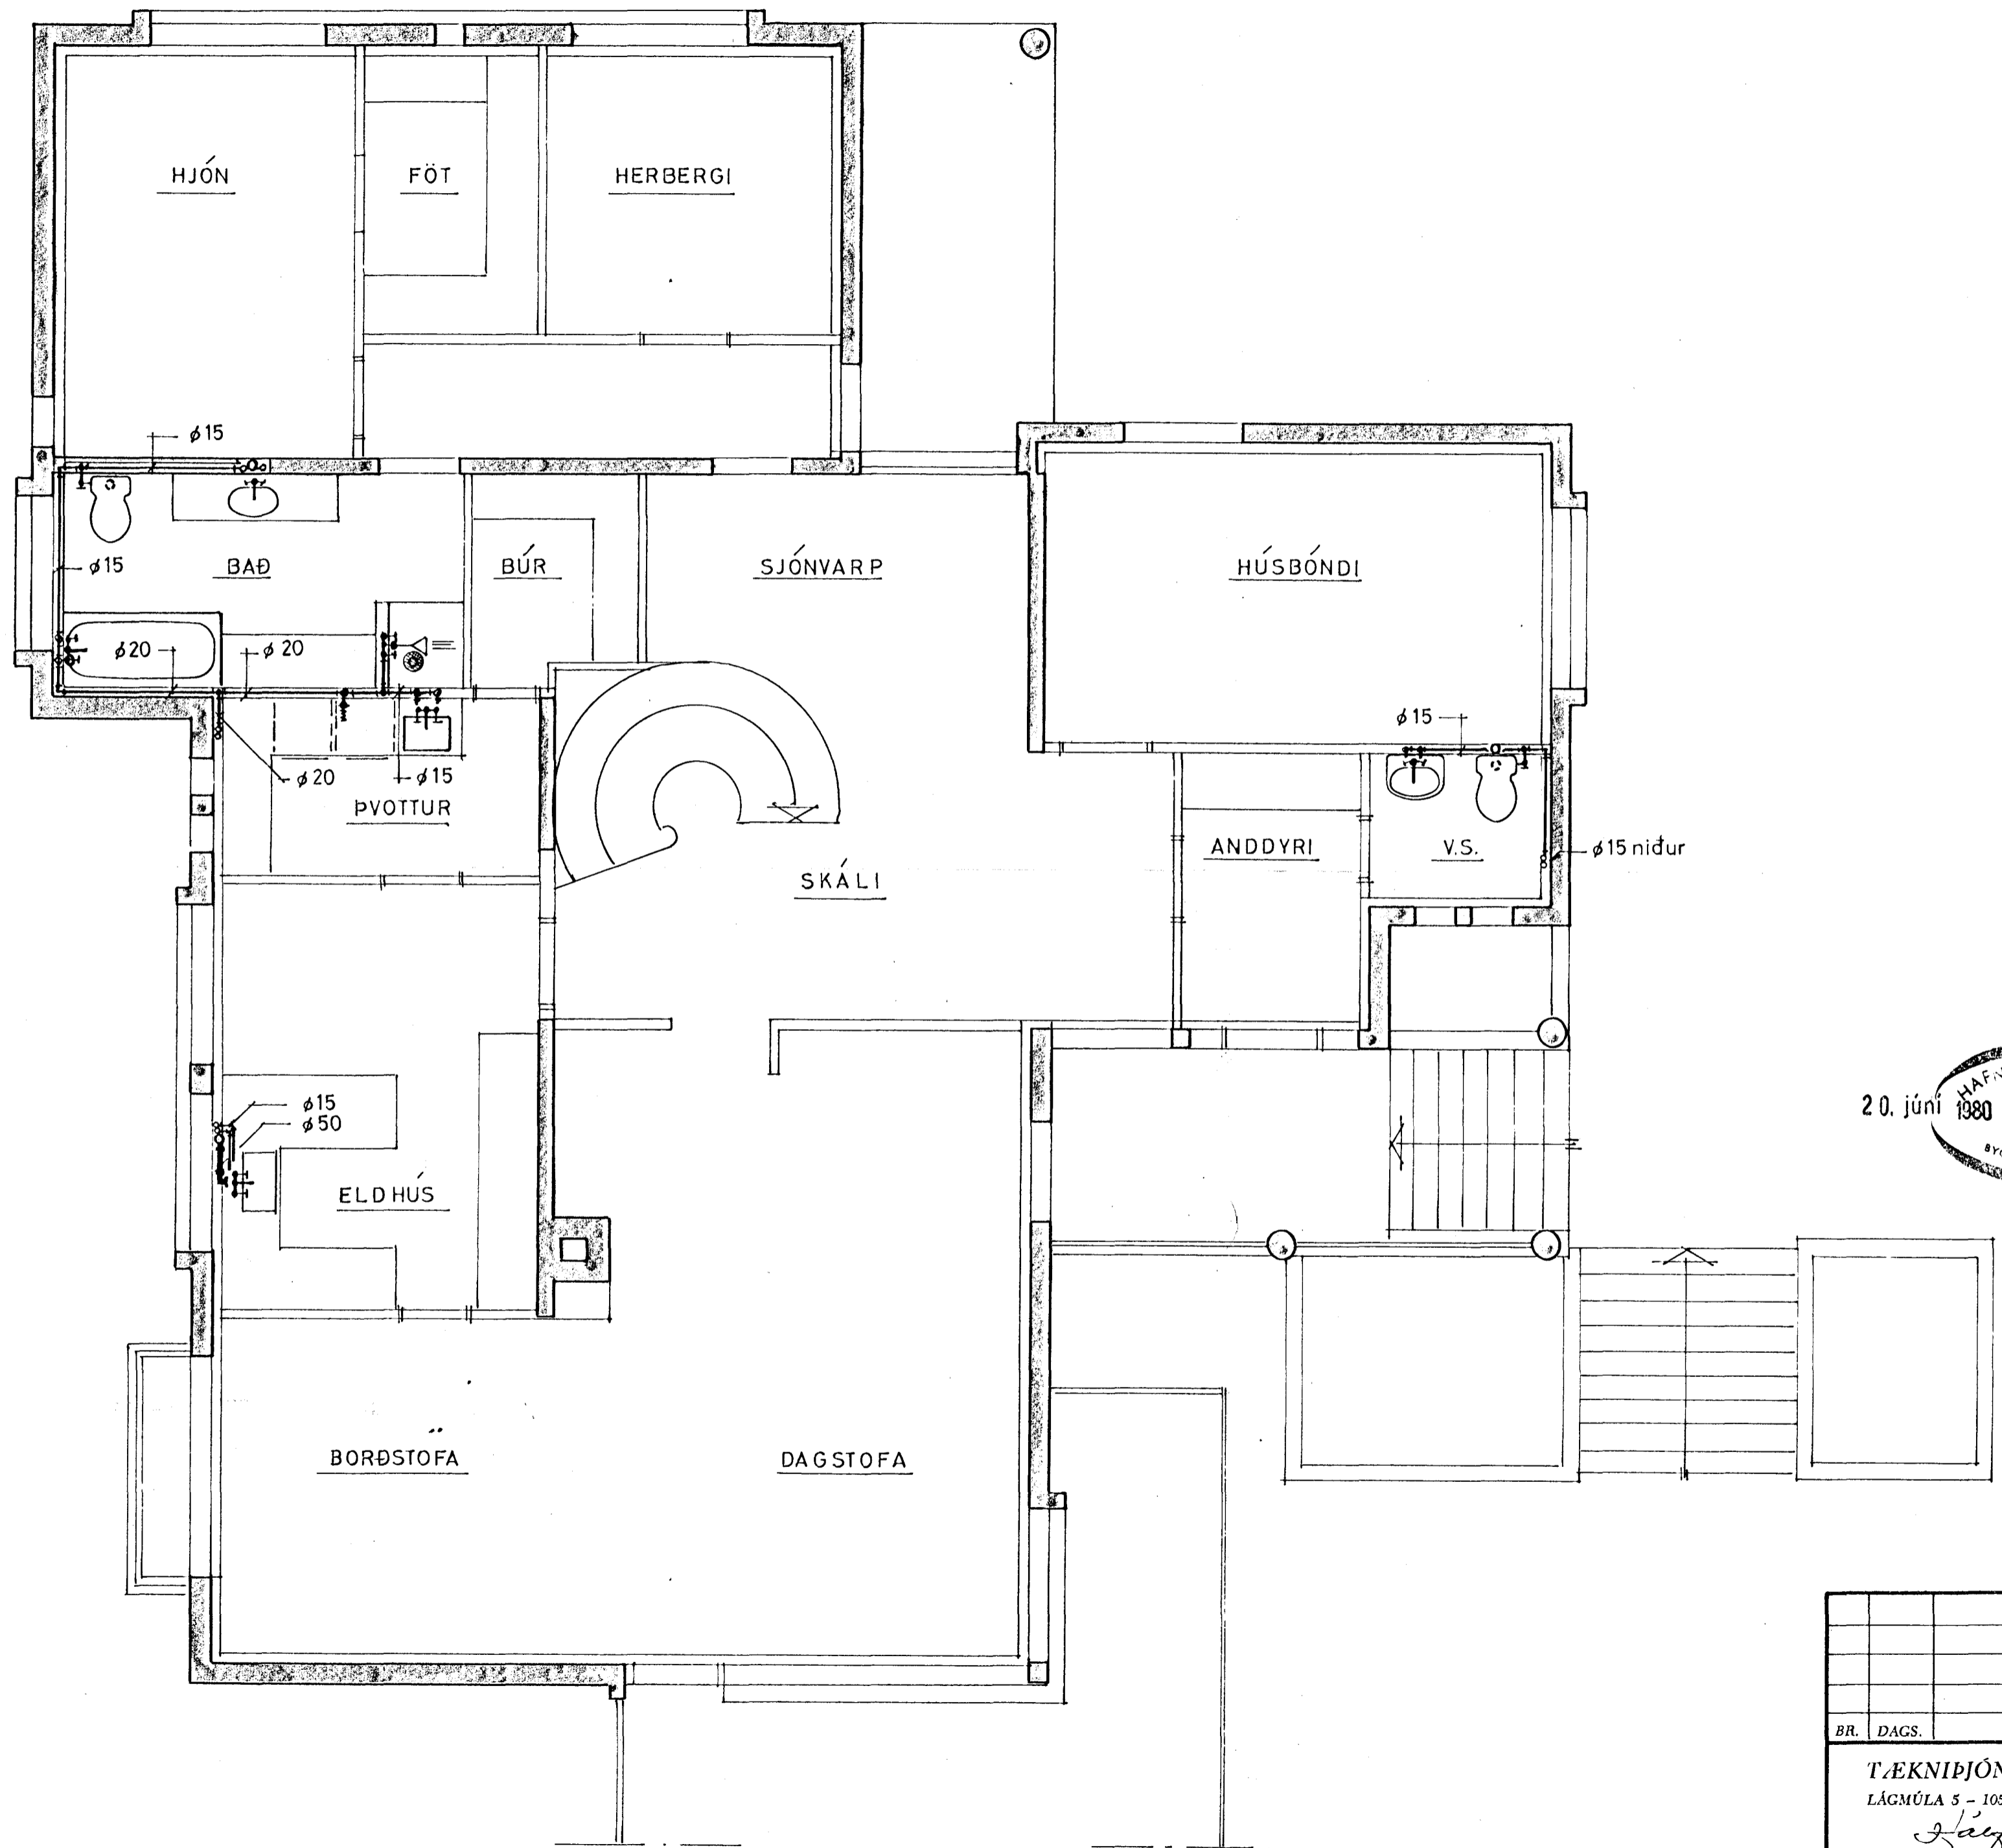 HJÓN
FÖT
HERBERGI
ø15
ø15
BAÐ
BÚR
SJÓNVARP
HÚSBÓNDI
ø20
ø20
ø15
ø20
ø15
ÞVOTTUR
ANDDYRI
V.S.
ø15 niður
SKÁLI
ø15
ø50
20. júní 1980
ELDHÚS
BORÐSTOFA
DAGSTOFA
BR. DAGS.
TÆKNIÞJÓN
LÁGMÚLA 5 - 105